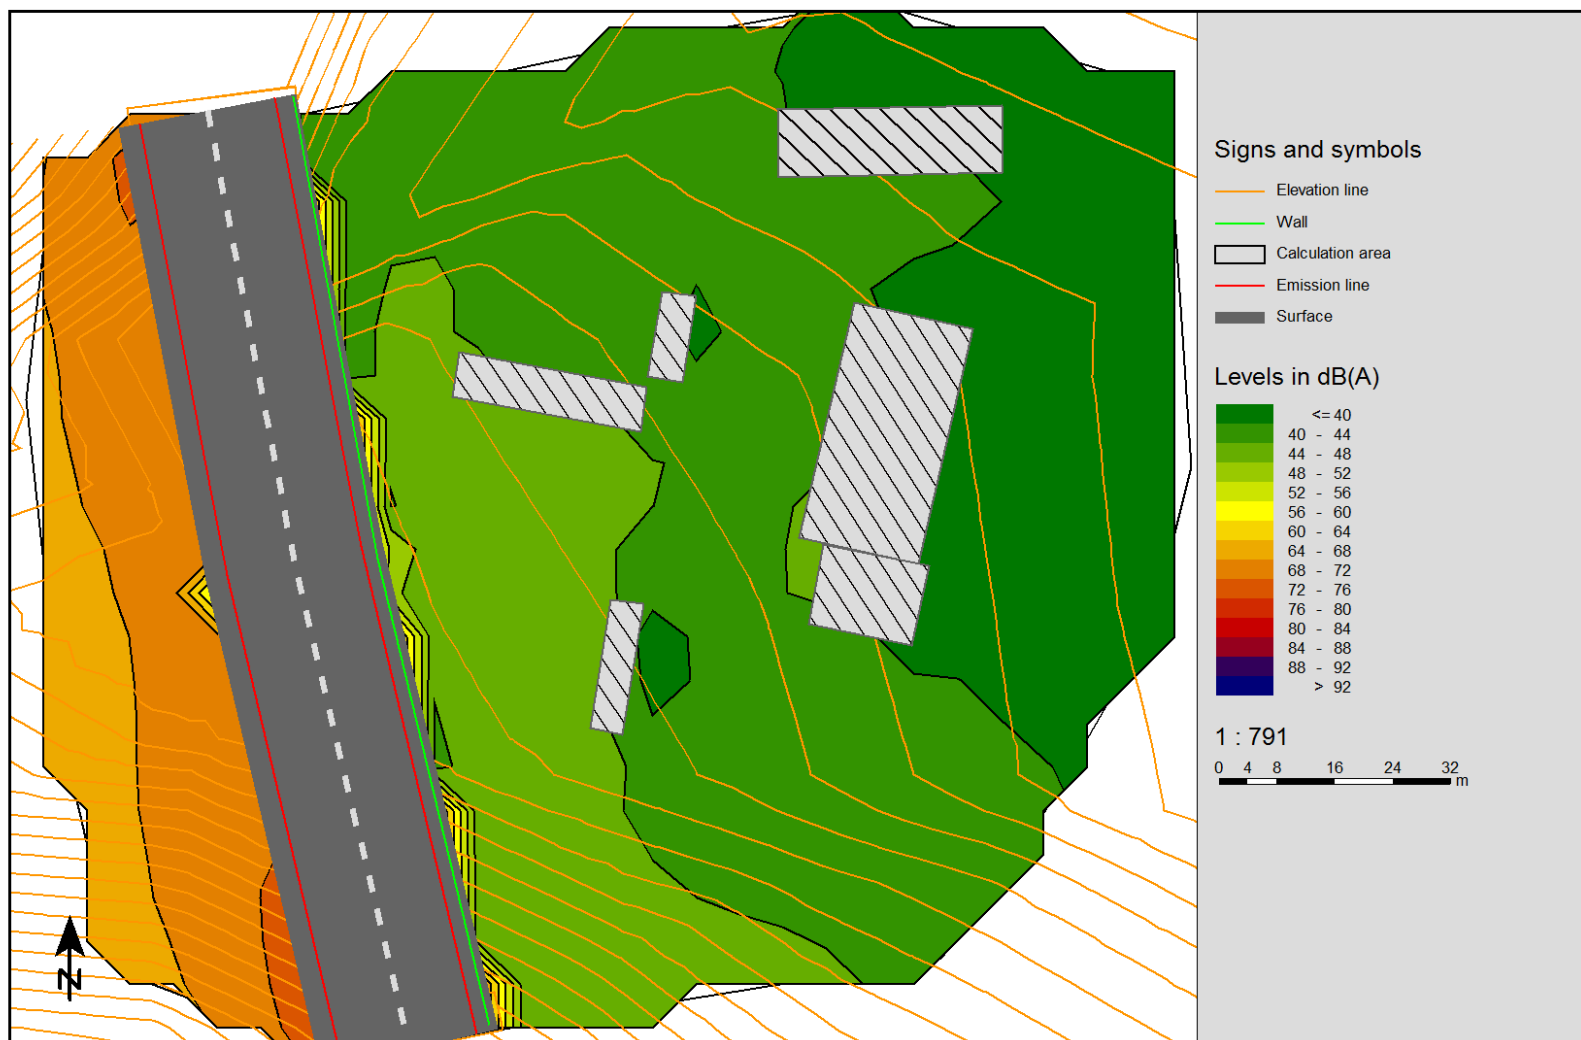 Signs and symbols
Elevation line
Wall
Calculation area
Emission line
Surface
Levels in dB(A)
<= 40
40 - 44
44 - 48
48 - 52
52 - 56
56 - 60
60 - 64
64 - 68
68 - 72
72 - 76
76 - 80
80 - 84
84 - 88
88 - 92
> 92
1 : 791
0 4 8 16 24 32
m
N